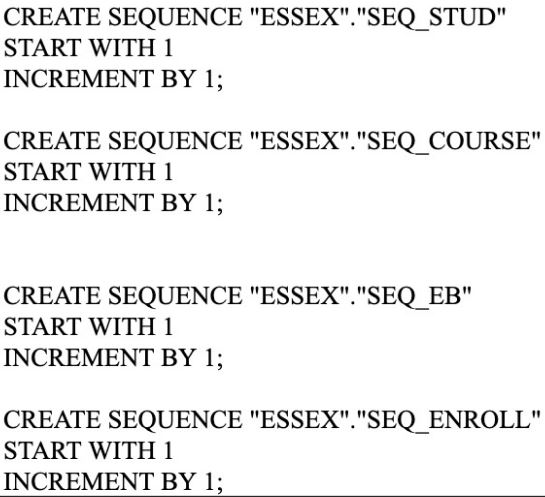 CREATE SEQUENCE "ESSEX"."SEQ_STUD"
START WITH 1
INCREMENT BY 1;
CREATE SEQUENCE "ESSEX"."SEQ_COURSE"
START WITH 1
INCREMENT BY 1;
CREATE SEQUENCE "ESSEX"."SEQ_EB"
START WITH 1
INCREMENT BY 1;
CREATE SEQUENCE "ESSEX"."SEQ_ENROLL"
START WITH 1
INCREMENT BY 1;